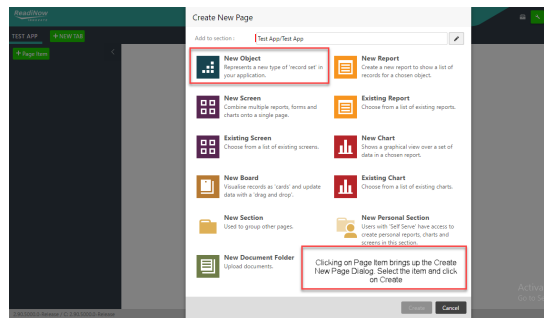 ReadiNow
TEST APP
+ NEW TAB
+ Page Item
<
Create New Page
Add to section :
Test App/Test App
New Object
Represents a new type of 'record set' in
your application.
New Report
Create a new report to show a list of
records for a chosen object.
New Screen
Combine multiple reports, forms and
charts onto a single page.
Existing Report
Choose from a list of existing reports.
Existing Screen
Choose from a list of existing screens.
New Chart
Shows a graphical view over a set of
data in a chosen report.
New Board
Visualise records as 'cards' and update
data with a 'drag and drop'.
Existing Chart
Choose from a list of existing charts.
New Section
Used to group other pages.
New Personal Section
Users with 'Self Serve' have access to
create personal reports, charts and
screens in this section.
New Document Folder
Upload documents.
Clicking on Page Item brings up the Create
New Page Dialog. Select the item and click
on Create
Create
Cancel
Activa
Go to Se